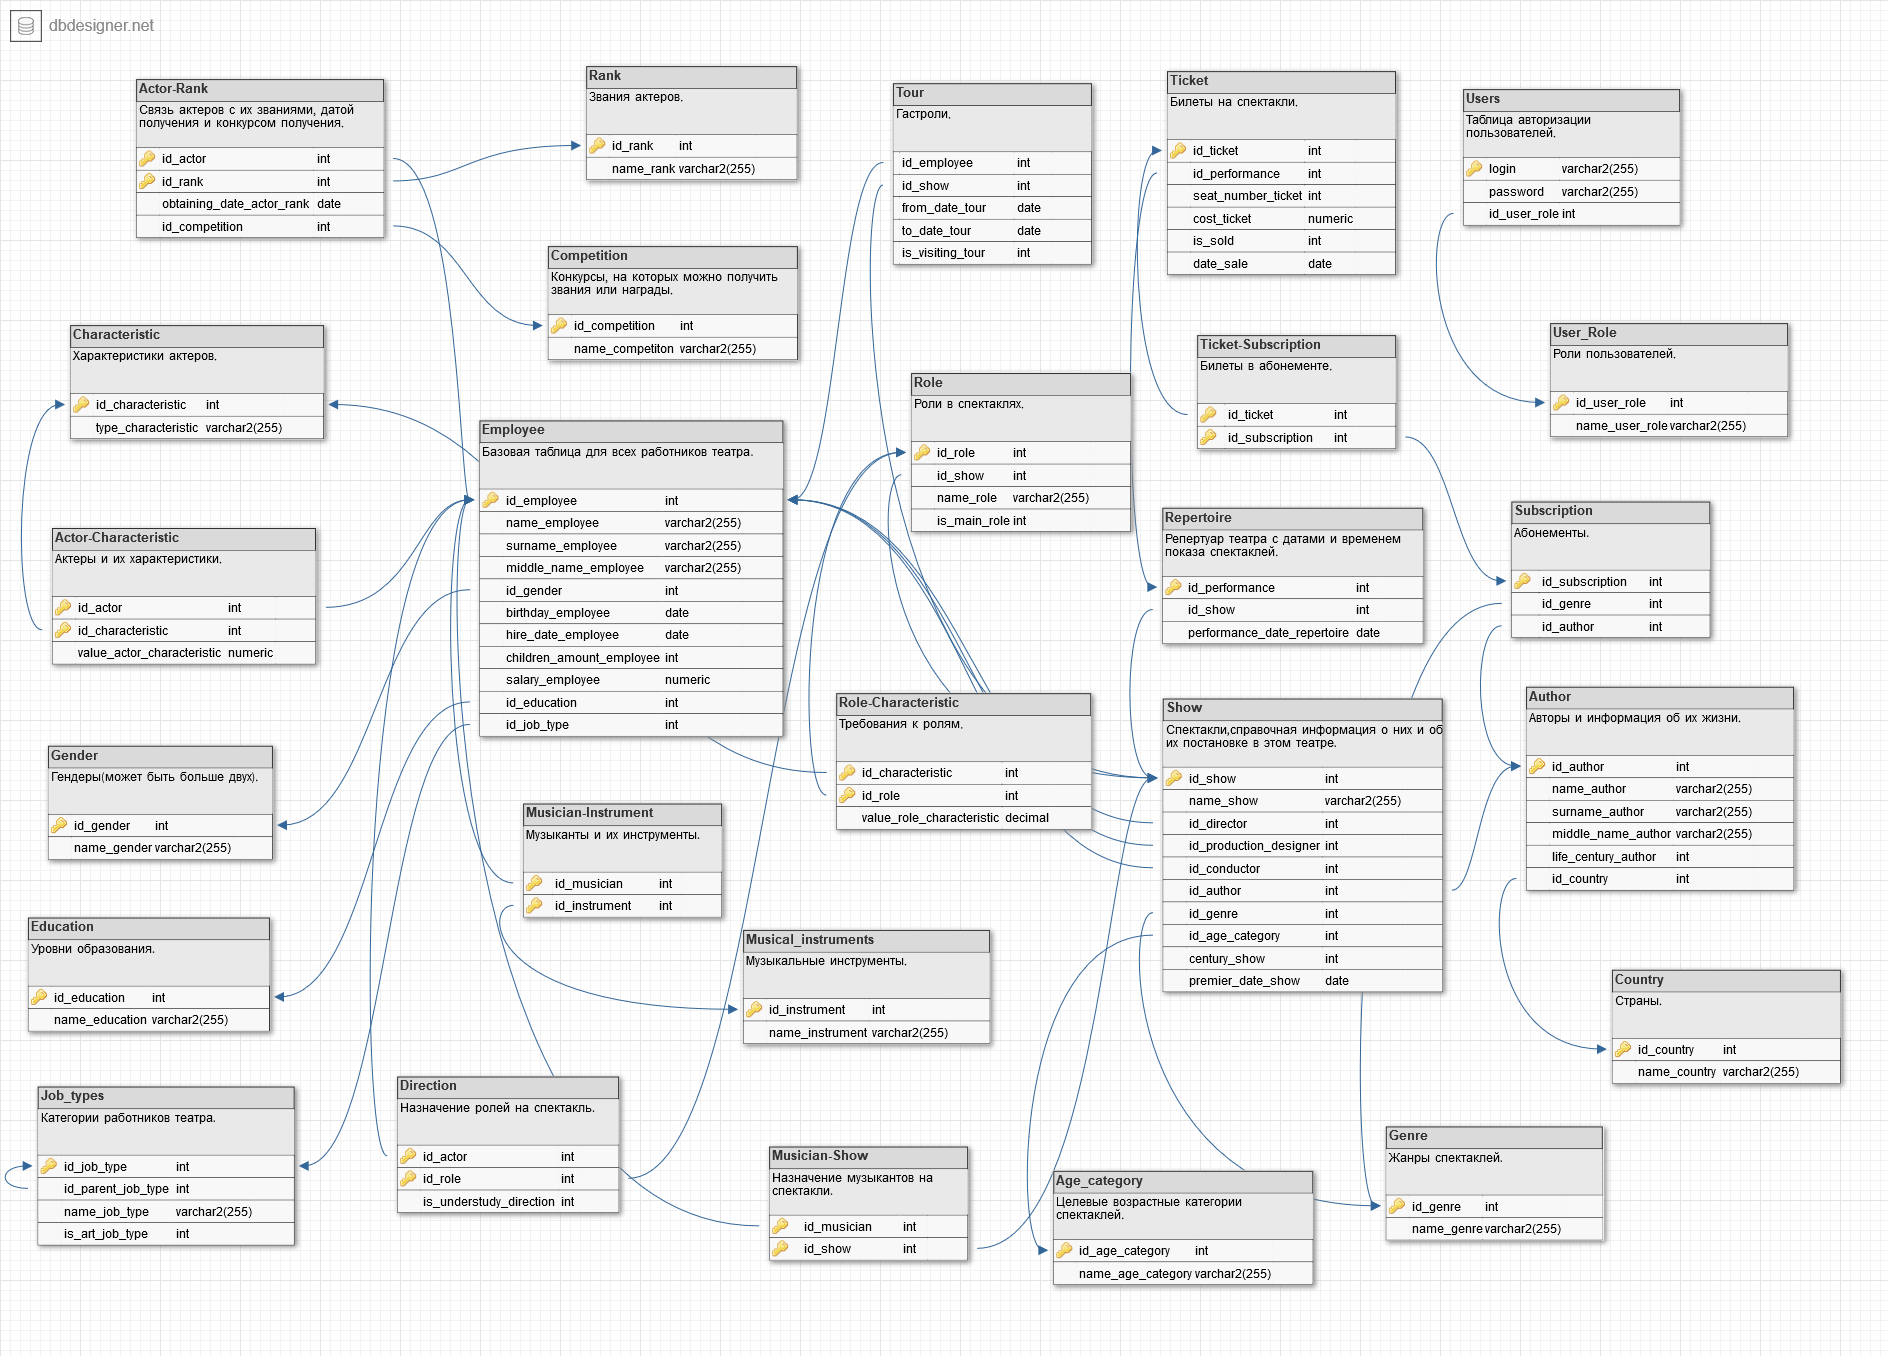 dbdesigner.net
Actor-Rank
Связь актеров с их званиями, датой
получения и конкурсом получения.
id_actor int
id_rank int
obtaining_date_actor_rank date
id_competition int
Rank
Звания актеров.
id_rank int
name_rank varchar2(255)
Tour
Гастроли.
id_employee int
id_show int
from_date_tour date
to_date_tour date
is_visiting_tour int
Ticket
Билеты на спектакли.
id_ticket int
id_performance int
seat_number_ticket int
cost_ticket numeric
is_sold int
date_sale date
Users
Таблица авторизации
пользователей.
login varchar2(255)
password varchar2(255)
id_user_role int
Competition
Конкурсы, на которых можно получить
звания или награды.
id_competition int
name_competiton varchar2(255)
Characteristic
Характеристики актеров.
id_characteristic int
type_characteristic varchar2(255)
Ticket-Subscription
Билеты в абонементе.
id_ticket int
id_subscription int
User_Role
Роли пользователей.
id_user_role int
name_user_role varchar2(255)
Role
Роли в спектаклях.
id_role int
id_show int
name_role varchar2(255)
is_main_role int
Employee
Базовая таблица для всех работников театра.
id_employee int
name_employee varchar2(255)
surname_employee varchar2(255)
middle_name_employee varchar2(255)
id_gender int
birthday_employee date
hire_date_employee date
children_amount_employee int
salary_employee numeric
id_education int
id_job_type int
Actor-Characteristic
Актеры и их характеристики.
id_actor int
id_characteristic int
value_actor_characteristic numeric
Repertoire
Репертуар театра с датами и временем
показа спектаклей.
id_performance int
id_show int
performance_date_repertoire date
Subscription
Абонементы.
id_subscription int
id_genre int
id_author int
Role-Characteristic
Требования к ролям.
id_characteristic int
id_role int
value_role_characteristic decimal
Show
Спектакли,справочная информация о них и об
их постановке в этом театре.
id_show int
name_show varchar2(255)
id_director int
id_production_designer int
id_conductor int
id_author int
id_genre int
id_age_category int
century_show int
premier_date_show date
Author
Авторы и информация об их жизни.
id_author int
name_author varchar2(255)
surname_author varchar2(255)
middle_name_author varchar2(255)
life_century_author int
id_country int
Gender
Гендеры(может быть больше двух).
id_gender int
name_gender varchar2(255)
Musician-Instrument
Музыканты и их инструменты.
id_musician int
id_instrument int
Education
Уровни образования.
id_education int
name_education varchar2(255)
Musical_instruments
Музыкальные инструменты.
id_instrument int
name_instrument varchar2(255)
Country
Страны.
id_country int
name_country varchar2(255)
Job_types
Категории работников театра.
id_job_type int
id_parent_job_type int
name_job_type varchar2(255)
is_art_job_type int
Direction
Назначение ролей на спектакль.
id_actor int
id_role int
is_understudy_direction int
Musician-Show
Назначение музыкантов на
спектакли.
id_musician int
id_show int
Age_category
Целевые возрастные категории
спектаклей.
id_age_category int
name_age_category varchar2(255)
Genre
Жанры спектаклей.
id_genre int
name_genre varchar2(255)